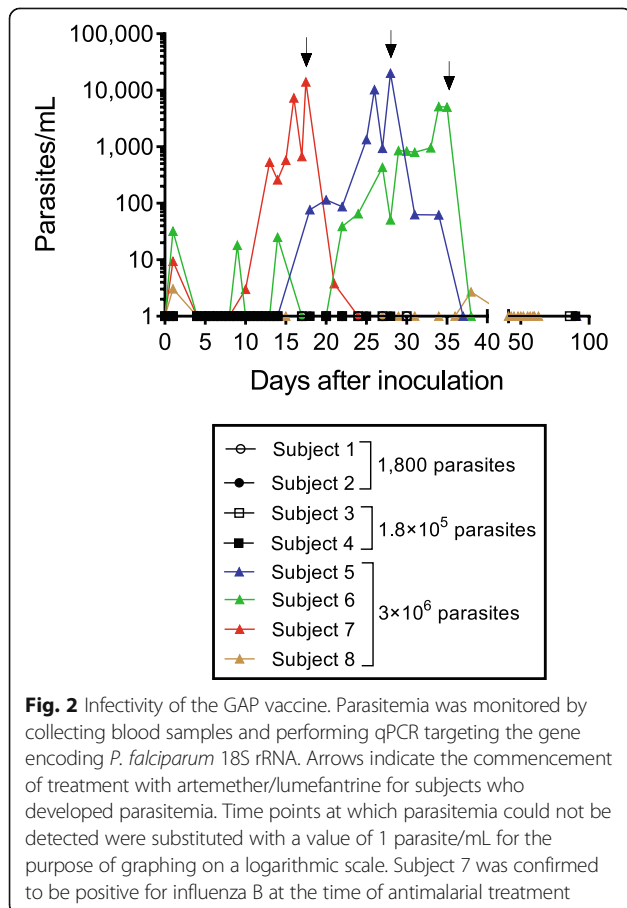 100,000
10,000
1,000
100
10
1
Parasites/mL
0 5 10 15 20 25 30 35 40 50 100
Days after inoculation
Subject 1
Subject 2
1,800 parasites
Subject 3
Subject 4
1.8×10⁵ parasites
Subject 5
Subject 6
Subject 7
Subject 8
3×10⁶ parasites
Fig. 2 Infectivity of the GAP vaccine. Parasitemia was monitored by
collecting blood samples and performing qPCR targeting the gene
encoding P. falciparum 18S rRNA. Arrows indicate the commencement
of treatment with artemether/lumefantrine for subjects who
developed parasitemia. Time points at which parasitemia could not be
detected were substituted with a value of 1 parasite/mL for the
purpose of graphing on a logarithmic scale. Subject 7 was confirmed
to be positive for influenza B at the time of antimalarial treatment